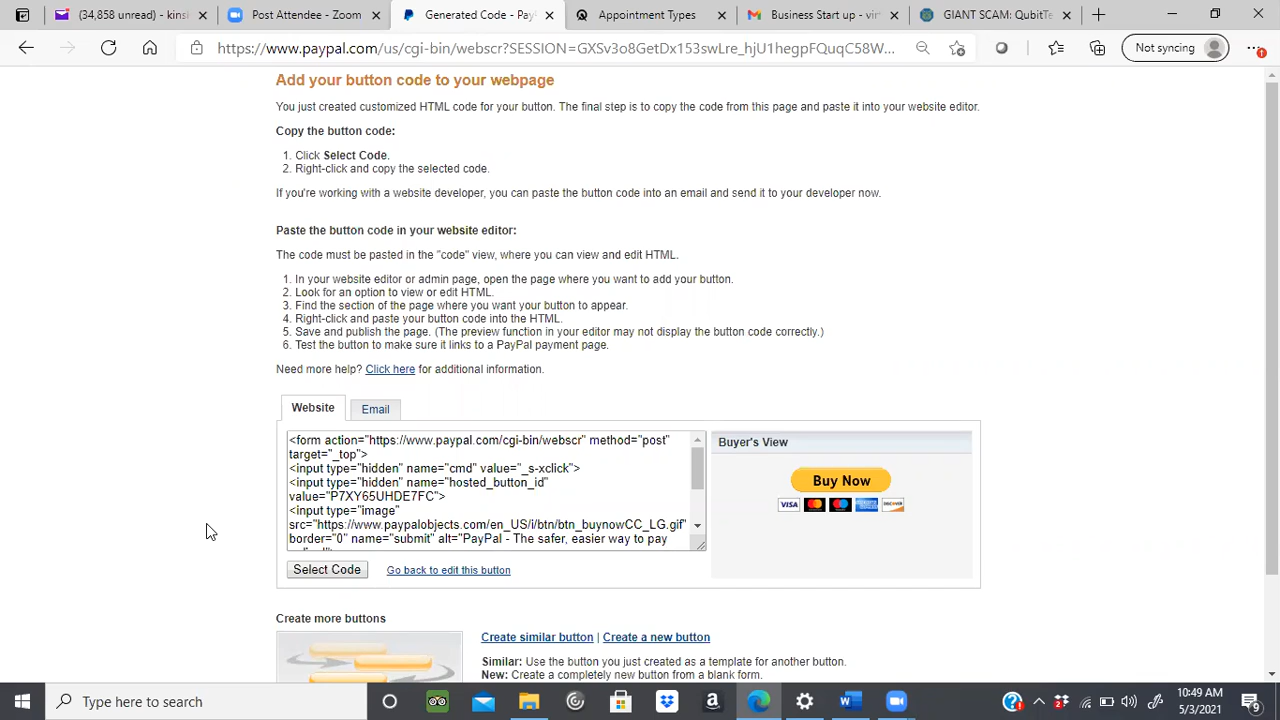 (34,858 unread) - kinsi
Post Attendee - Zoom
Generated Code - Pay
Appointment Types
Business Start up - vir
GIANT SCAM: QubitTe
https://www.paypal.com/us/cgi-bin/webscr?SESSION=GXSv3o8GetDx153swLre_hjU1hegpFQuqC58W...
Not syncing
Add your button code to your webpage
You just created customized HTML code for your button. The final step is to copy the code from this page and paste it into your website editor.
Copy the button code:
1. Click Select Code.
2. Right-click and copy the selected code.
If you're working with a website developer, you can paste the button code into an email and send it to your developer now.
Paste the button code in your website editor:
The code must be pasted in the "code" view, where you can view and edit HTML.
1. In your website editor or admin page, open the page where you want to add your button.
2. Look for an option to view or edit HTML.
3. Find the section of the page where you want your button to appear.
4. Right-click and paste your button code into the HTML.
5. Save and publish the page. (The preview function in your editor may not display the button code correctly.)
6. Test the button to make sure it links to a PayPal payment page.
Need more help? Click here for additional information.
Website
Email
<form action="https://www.paypal.com/cgi-bin/webscr" method="post"
target="_top">
<input type="hidden" name="cmd" value="_s-xclick">
<input type="hidden" name="hosted_button_id"
value="P7XY65UHDE7FC">
<input type="image"
src="https://www.paypalobjects.com/en_US/i/btn/btn_buynowCC_LG.gif"
border="0" name="submit" alt="PayPal - The safer, easier way to pay
Buyer's View
Buy Now
VISA
DISCOVER
Select Code
Go back to edit this button
Create more buttons
Create similar button | Create a new button
Similar: Use the button you just created as a template for another button.
New: Create a completely new button from a blank form.
Type here to search
10:49 AM
5/3/2021
9